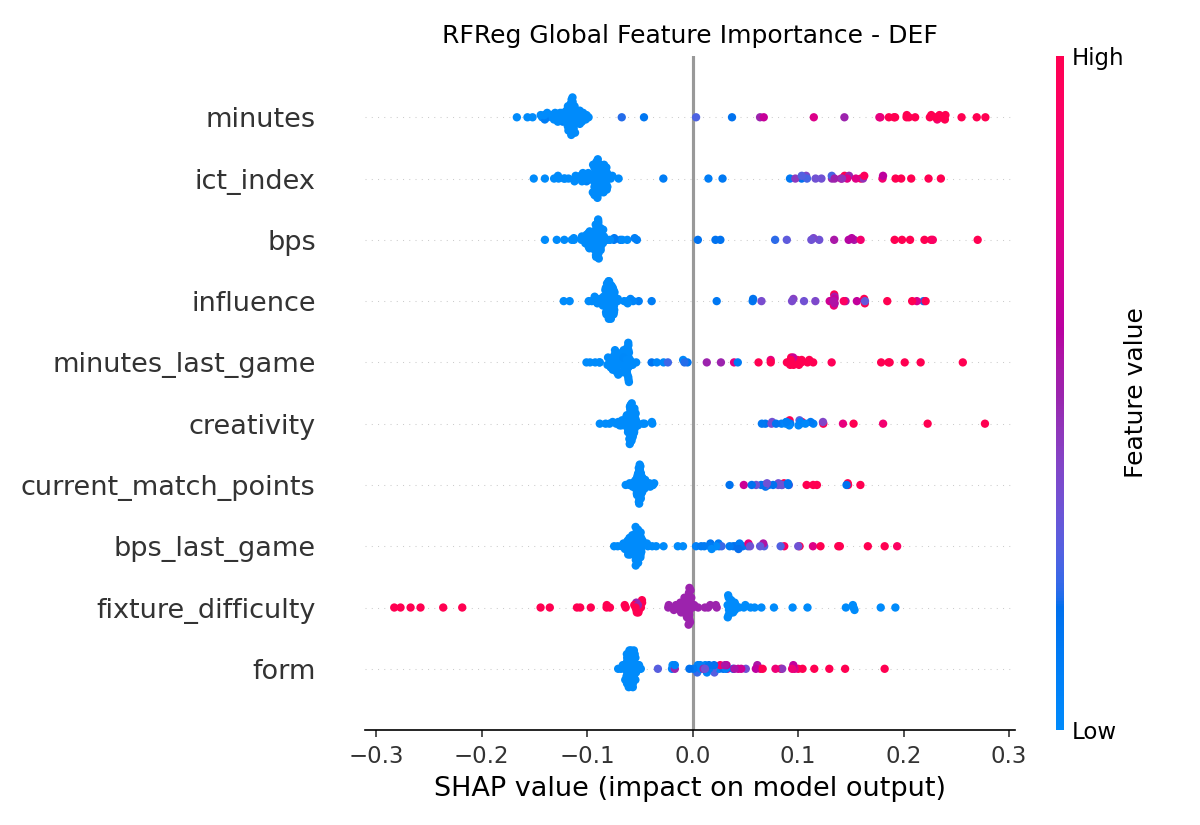 RFReg Global Feature Importance - DEF
High
minutes
ict_index
bps
influence
minutes_last_game
creativity
current_match_points
bps_last_game
fixture_difficulty
form
Feature value
Low
−0.3 −0.2 −0.1 0.0 0.1 0.2 0.3
SHAP value (impact on model output)